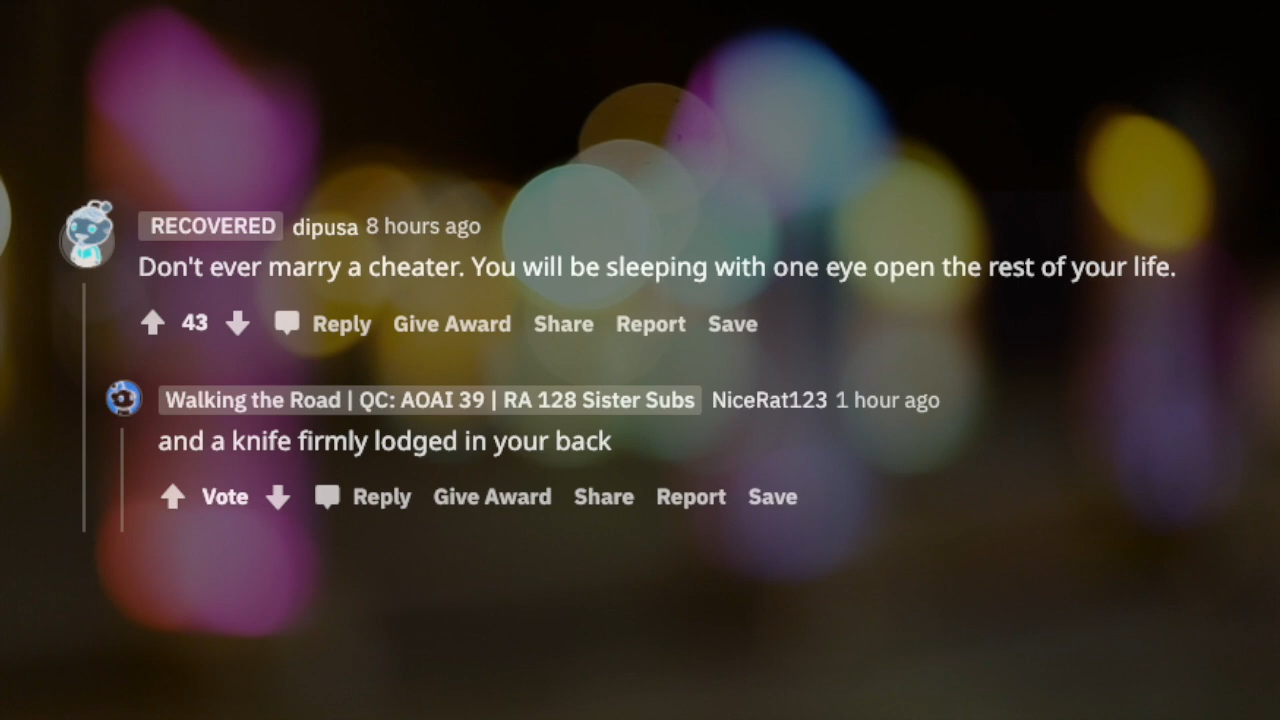 RECOVERED dipusa 8 hours ago
Don't ever marry a cheater. You will be sleeping with one eye open the rest of your life.
43 Reply Give Award Share Report Save
Walking the Road | QC: AOAI 39 | RA 128 Sister Subs NiceRat123 1 hour ago
and a knife firmly lodged in your back
Vote Reply Give Award Share Report Save